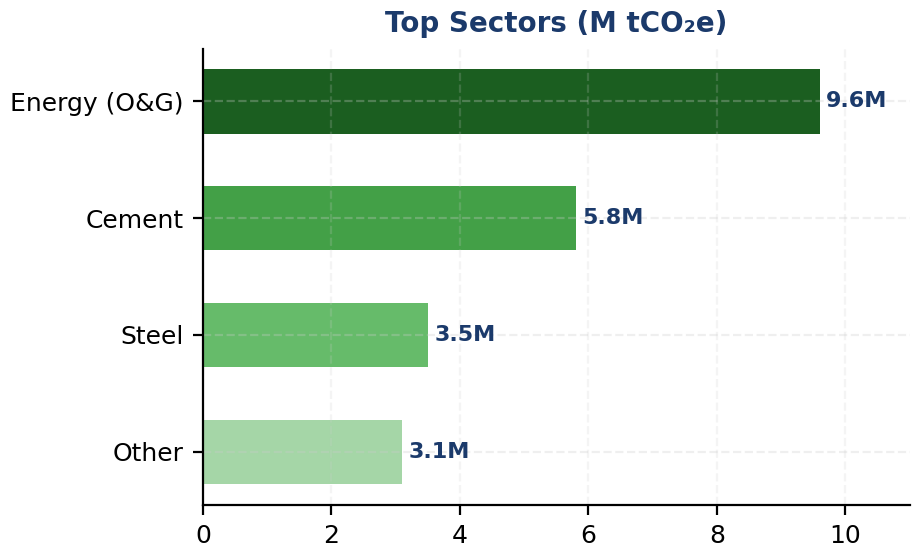 Top Sectors (M tCO₂e)
Energy (O&G)
9.6M
Cement
5.8M
Steel
3.5M
Other
3.1M
0 2 4 6 8 10